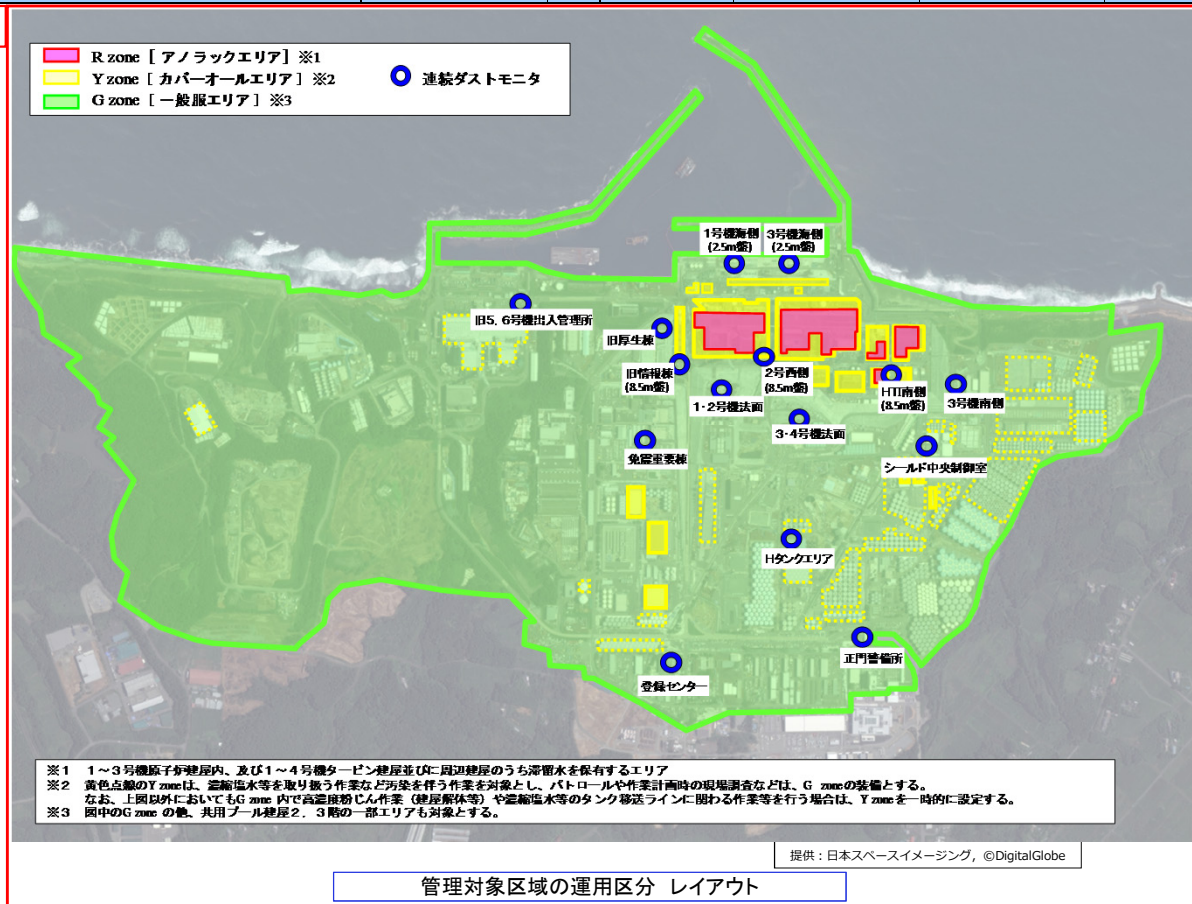 R zone [ アノラックエリア] ※1
Y zone [ カバーオールエリア ] ※2
G zone [ 一般服エリア ] ※3
連続ダストモニタ
1号機海側
(2.5m盤)
3号機海側
(2.5m盤)
旧5,6号機出入管理所
旧厚生棟
旧情報棟
(8.5m盤)
2号西側
(8.5m盤)
1・2号機法面
HTI南側
(8.5m盤)
3号機南側
3・4号機法面
免震重要棟
シールド中央制御室
Hタンクエリア
正門警備所
登録センター
※1 1～3号機原子炉建屋内、及び1～4号機タービン建屋並びに周辺建屋のうち滞留水を保有するエリア
※2 黄色点線のY zoneは、濃縮塩水等を取り扱う作業など汚染を伴う作業を対象とし、パトロールや作業計画時の現場調査などは、G zoneの装備とする。
なお、上図以外においてもG zone 内で高濃度粉じん作業（建屋解体等）や濃縮塩水等のタンク移送ラインに関わる作業等を行う場合は、Y zoneを一時的に設定する。
※3 図中のG zone の他、共用プール建屋2．3階の一部エリアも対象とする。
提供：日本スペースイメージング，©DigitalGlobe
管理対象区域の運用区分 レイアウト